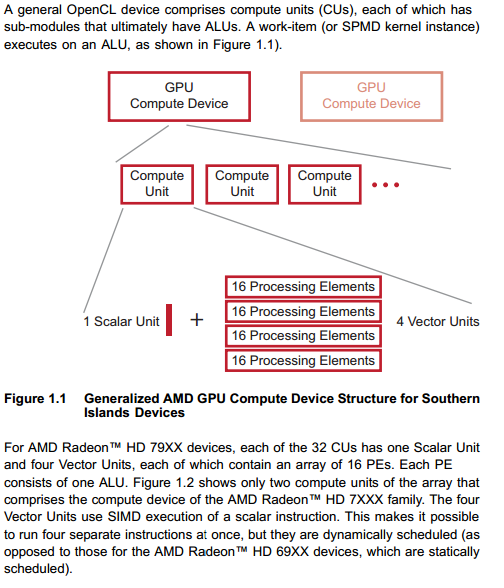 A general OpenCL device comprises compute units (CUs), each of which has
sub-modules that ultimately have ALUs. A work-item (or SPMD kernel instance)
executes on an ALU, as shown in Figure 1.1).
GPU
Compute Device
GPU
Compute Device
Compute
Unit
Compute
Unit
Compute
Unit
16 Processing Elements
16 Processing Elements
16 Processing Elements
16 Processing Elements
1 Scalar Unit
+
4 Vector Units
Figure 1.1 Generalized AMD GPU Compute Device Structure for Southern
Islands Devices
For AMD Radeon™ HD 79XX devices, each of the 32 CUs has one Scalar Unit
and four Vector Units, each of which contain an array of 16 PEs. Each PE
consists of one ALU. Figure 1.2 shows only two compute units of the array that
comprises the compute device of the AMD Radeon™ HD 7XXX family. The four
Vector Units use SIMD execution of a scalar instruction. This makes it possible
to run four separate instructions at once, but they are dynamically scheduled (as
opposed to those for the AMD Radeon™ HD 69XX devices, which are statically
scheduled).